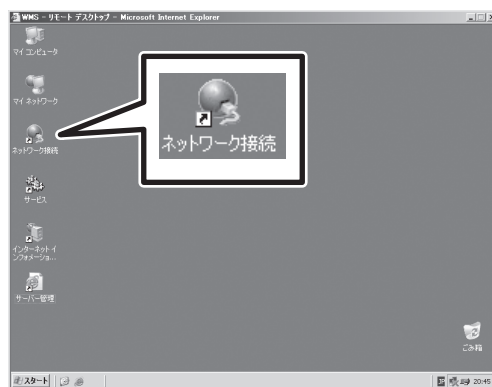 WMS - リモート デスクトップ - Microsoft Internet Explorer
マイ コンピュータ
マイ ネットワーク
ネットワーク接続
ネットワーク接続
サービス
インターネット イ
ンフォメーショ...
サーバー管理
ごみ箱
スタート
JP
20:45